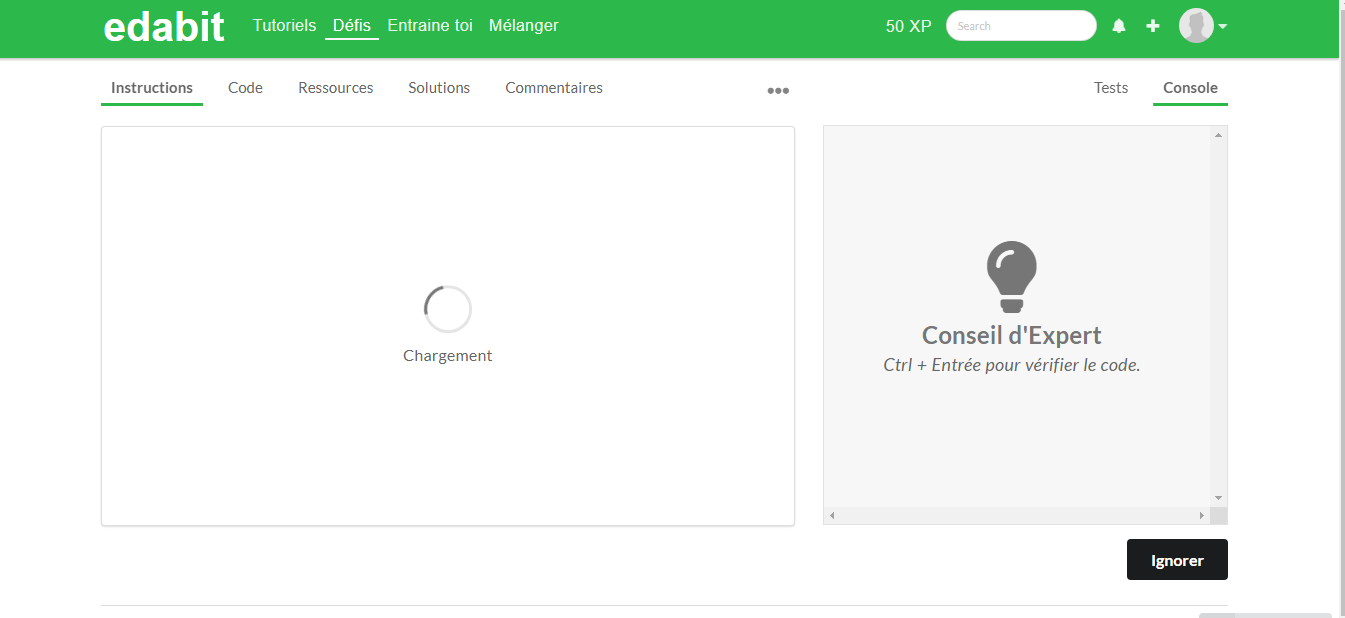 edabit
Tutoriels Défis Entraine toi Mélanger
50 XP
Search
Instructions Code Ressources Solutions Commentaires
Tests Console
Chargement
Conseil d'Expert
Ctrl + Entrée pour vérifier le code.
Ignorer